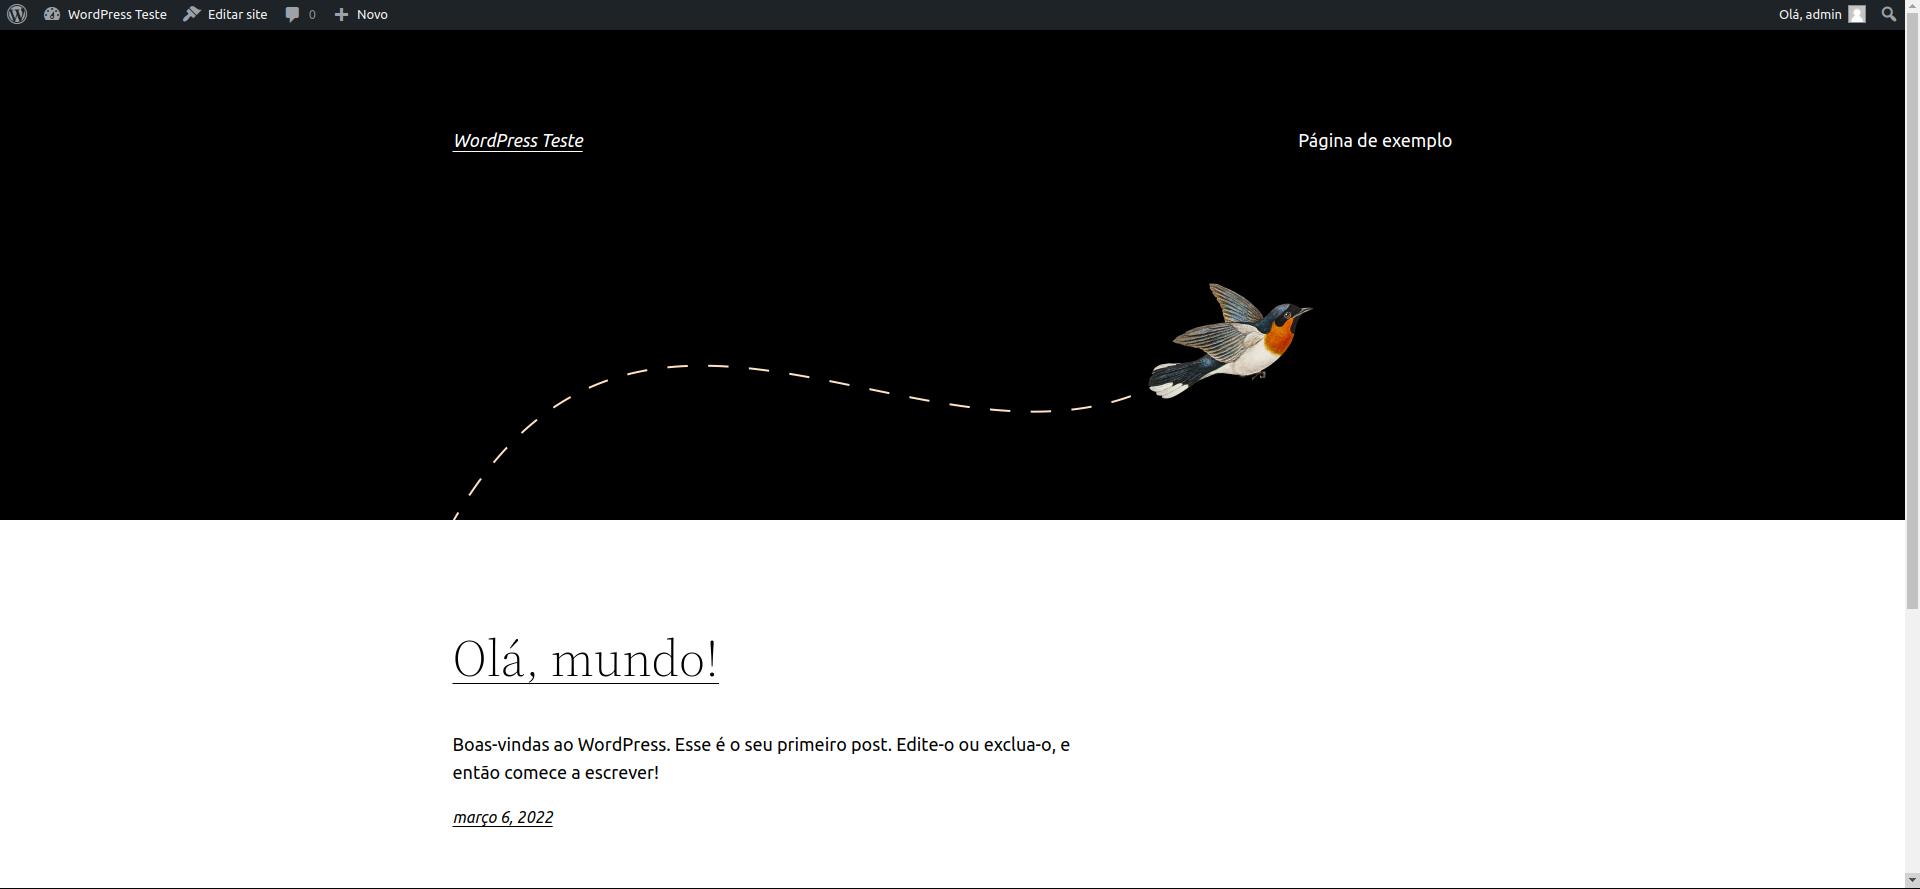 WordPress Teste Editar site 0 Novo Olá, admin
WordPress Teste Página de exemplo
Olá, mundo!
Boas-vindas ao WordPress. Esse é o seu primeiro post. Edite-o ou exclua-o, e
então comece a escrever!
março 6, 2022